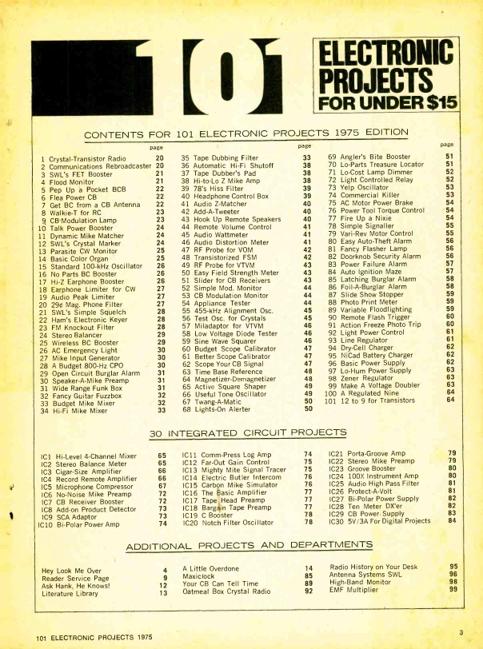 101
ELECTRONIC
PROJECTS
FOR UNDER $15
CONTENTS FOR 101 ELECTRONIC PROJECTS 1975 EDITION
page
1 Crystal-Transistor Radio 20
2 Communications Rebroadcaster 20
3 SWL's FET Booster 21
4 Flood Monitor 21
5 Pep Up a Pocket BCB 22
6 Flea Power CB 22
7 Get BC from a CB Antenna 22
8 Walkie-T for RC 23
9 CB Modulation Lamp 23
10 Talk Power Booster 24
11 Dynamic Mike Matcher 24
12 SWL's Crystal Marker 24
13 Parasite CW Monitor 25
14 Basic Color Organ 25
15 Standard 100-kHz Oscillator 26
16 No Parts BC Booster 26
17 Hi-Z Earphone Booster 26
18 Earphone Limiter for CW 27
19 Audio Peak Limiter 27
20 29¢ Mag. Phone Filter 27
21 SWL's Simple Squelch 28
22 Ham's Electronic Keyer 28
23 FM Knockout Filter 28
24 Stereo Balancer 29
25 Wireless BC Booster 29
26 AC Emergency Light 30
27 Mike Input Generator 30
28 A Budget 800-Hz CPO 30
29 Open Circuit Burglar Alarm 31
30 Speaker-A-Mike Preamp 31
31 Wide Range Funk Box 31
32 Fancy Guitar Fuzzbox 32
33 Budget Mike Mixer 32
34 Hi-Fi Mike Mixer 33
page
35 Tape Dubbing Filter 33
36 Automatic Hi-Fi Shutoff 38
37 Tape Dubber's Pad 38
38 Hi-to-Lo Z Mike Amp 38
39 78's Hiss Filter 39
40 Headphone Control Box 39
41 Audio Z-Matcher 40
42 Add-A-Tweeter 40
43 Hook Up Remote Speakers 40
44 Remote Volume Control 41
45 Audio Wattmeter 41
46 Audio Distortion Meter 41
47 RF Probe for VOM 42
48 Transistorized FSM 42
49 RF Probe for VTVM 42
50 Easy Field Strength Meter 43
51 Slider for CB Receivers 43
52 Simple Mod. Monitor 44
53 CB Modulation Monitor 44
54 Appliance Tester 44
55 455-kHz Alignment Osc. 45
56 Test Osc. for Crystals 45
57 Miladaptor for VTVM 46
58 Low Voltage Diode Tester 46
59 Sine Wave Squarer 46
60 Budget Scope Calibrator 47
61 Better Scope Calibrator 47
62 Scope Your CB Signal 47
63 Time Base Reference 48
64 Magnetizer-Demagnetizer 48
65 Active Square Shaper 49
66 Useful Tone Oscillator 49
67 Twang-A-Matic 50
68 Lights-On Alerter 50
page
69 Angler's Bite Booster 51
70 Lo-Parts Treasure Locator 51
71 Lo-Cost Lamp Dimmer 52
72 Light Controlled Relay 52
73 Yelp Oscillator 53
74 Commercial Killer 53
75 AC Motor Power Brake 54
76 Power Tool Torque Control 54
77 Fire Up a Nixie 54
78 Simple Signaller 55
79 Vari-Rev Motor Control 55
80 Easy Auto-Theft Alarm 56
81 Fancy Flasher Lamp 56
82 Doorknob Security Alarm 56
83 Power Failure Alarm 57
84 Auto Ignition Maze 57
85 Latching Burglar Alarm 58
86 Foil-A-Burglar Alarm 58
87 Slide Show Stopper 59
88 Photo Print Meter 59
89 Variable Floodlighting 59
90 Remote Flash Trigger 60
91 Action Freeze Photo Trip 60
92 Light Power Control 61
93 Line Regulator 61
94 Dry-Cell Charger 62
95 NiCad Battery Charger 62
96 Basic Power Supply 62
97 Lo-Hum Power Supply 63
98 Zener Regulator 63
99 Make A Voltage Doubler 63
100 A Regulated Nine 64
101 12 to 9 for Transistors 64
30 INTEGRATED CIRCUIT PROJECTS
IC1 Hi-Level 4-Channel Mixer 65
IC2 Stereo Balance Meter 65
IC3 Cigar-Size Amplifier 66
IC4 Record Remote Amplifier 66
IC5 Microphone Compressor 67
IC6 No-Noise Mike Preamp 72
IC7 CB Receiver Booster 72
IC8 Add-on Product Detector 73
IC9 SCA Adaptor 73
IC10 Bi-Polar Power Amp 74
IC11 Comm-Press Log Amp 74
IC12 Far-Out Gain Control 75
IC13 Mighty Mite Signal Tracer 75
IC14 Electric Butler Intercom 76
IC15 Carbon Mike Simulator 76
IC16 The Basic Amplifier 77
IC17 Tape Head Preamp 77
IC18 Bargain Tape Preamp 77
IC19 C Booster 78
IC20 Notch Filter Oscillator 78
IC21 Porta-Groove Amp 79
IC22 Stereo Mike Preamp 79
IC23 Groove Booster 80
IC24 100X Instrument Amp 80
IC25 Audio High Pass Filter 81
IC26 Protect-A-Volt 81
IC27 Bi-Polar Power Supply 82
IC28 Ten Meter DX'er 82
IC29 CB Power Supply 83
IC30 5V/3A For Digital Projects 84
ADDITIONAL PROJECTS AND DEPARTMENTS
Hey Look Me Over 4
Reader Service Page 9
Ask Hank, He Knows! 12
Literature Library 13
A Little Overdone 14
Maxiclock 85
Your CB Can Tell Time 89
Oatmeal Box Crystal Radio 92
Radio History on Your Desk 95
Antenna Systems SWL 96
High-Band Monitor 98
EMF Multiplier 99
101 ELECTRONIC PROJECTS 1975
3